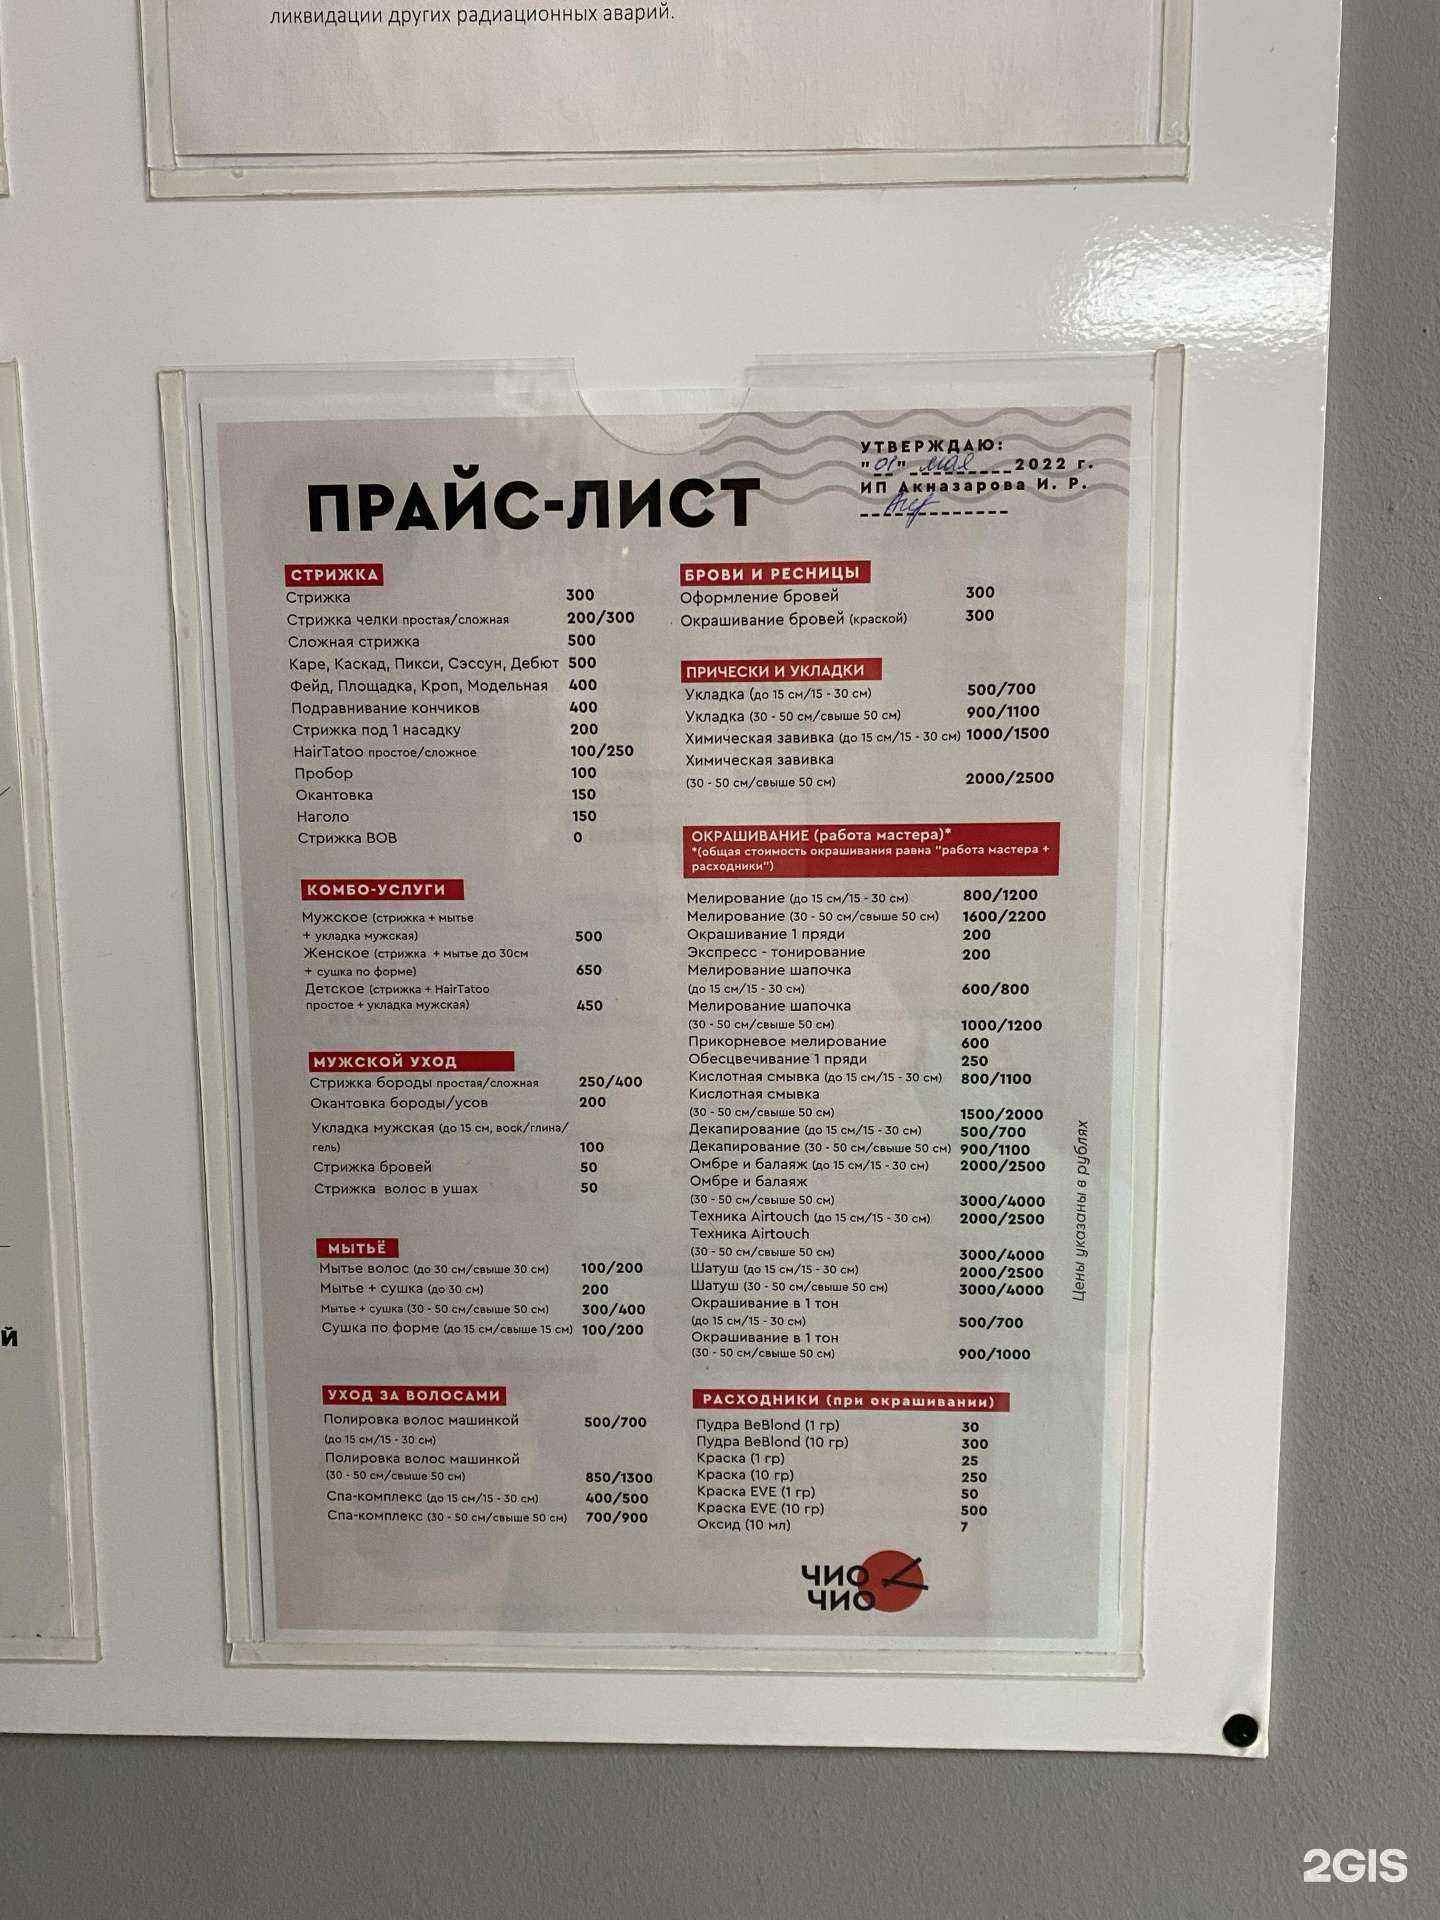 ликвидации других радиационных аварий.
УТВЕРЖДАЮ:
"01" мая 2022 г.
ИП Акназарова И. Р.
ПРАЙС-ЛИСТ
СТРИЖКА
Стрижка 300
Стрижка челки простая/сложная 200/300
Сложная стрижка 500
Каре, Каскад, Пикси, Сэссун, Дебют 500
Фейд, Площадка, Кроп, Модельная 400
Подравнивание кончиков 400
Стрижка под 1 насадку 200
HairTatoo простое/сложное 100/250
Пробор 100
Окантовка 150
Наголо 150
Стрижка ВОВ 0
КОМБО-УСЛУГИ
Мужское (стрижка + мытье
+ укладка мужская) 500
Женское (стрижка + мытье до 30см
+ сушка по форме) 650
Детское (стрижка + HairTatoo
простое + укладка мужская) 450
МУЖСКОЙ УХОД
Стрижка бороды простая/сложная 250/400
Окантовка бороды/усов 200
Укладка мужская (до 15 см, воск/глина/
гель) 100
Стрижка бровей 50
Стрижка волос в ушах 50
МЫТЬЁ
Мытье волос (до 30 см/свыше 30 см) 100/200
Мытье + сушка (до 30 см) 200
Мытье + сушка (30 - 50 см/свыше 50 см) 300/400
Сушка по форме (до 15 см/свыше 15 см) 100/200
УХОД ЗА ВОЛОСАМИ
Полировка волос машинкой 500/700
(до 15 см/15 - 30 см)
Полировка волос машинкой
(30 - 50 см/свыше 50 см) 850/1300
Спа-комплекс (до 15 см/15 - 30 см) 400/500
Спа-комплекс (30 - 50 см/свыше 50 см) 700/900
БРОВИ И РЕСНИЦЫ
Оформление бровей 300
Окрашивание бровей (краской) 300
ПРИЧЕСКИ И УКЛАДКИ
Укладка (до 15 см/15 - 30 см) 500/700
Укладка (30 - 50 см/свыше 50 см) 900/1100
Химическая завивка (до 15 см/15 - 30 см) 1000/1500
Химическая завивка
(30 - 50 см/свыше 50 см) 2000/2500
ОКРАШИВАНИЕ (работа мастера)*
*(общая стоимость окрашивания равна "работа мастера +
расходники")
Мелирование (до 15 см/15 - 30 см) 800/1200
Мелирование (30 - 50 см/свыше 50 см) 1600/2200
Окрашивание 1 пряди 200
Экспресс - тонирование 200
Мелирование шапочка
(до 15 см/15 - 30 см) 600/800
Мелирование шапочка
(30 - 50 см/свыше 50 см) 1000/1200
Прикорневое мелирование 600
Обесцвечивание 1 пряди 250
Кислотная смывка (до 15 см/15 - 30 см) 800/1100
Кислотная смывка
(30 - 50 см/свыше 50 см) 1500/2000
Декапирование (до 15 см/15 - 30 см) 500/700
Декапирование (30 - 50 см/свыше 50 см) 900/1100
Омбре и балаяж (до 15 см/15 - 30 см) 2000/2500
Омбре и балаяж
(30 - 50 см/свыше 50 см) 3000/4000
Техника Airtouch (до 15 см/15 - 30 см) 2000/2500
Техника Airtouch
(30 - 50 см/свыше 50 см) 3000/4000
Шатуш (до 15 см/15 - 30 см) 2000/2500
Шатуш (30 - 50 см/свыше 50 см) 3000/4000
Окрашивание в 1 тон
(до 15 см/15 - 30 см) 500/700
Окрашивание в 1 тон
(30 - 50 см/свыше 50 см) 900/1000
Цены указаны в рублях
РАСХОДНИКИ (при окрашивании)
Пудра BeBlond (1 гр) 30
Пудра BeBlond (10 гр) 300
Краска (1 гр) 25
Краска (10 гр) 250
Краска EVE (1 гр) 50
Краска EVE (10 гр) 500
Оксид (10 мл) 7
ЧИО
ЧИО
й
2GIS